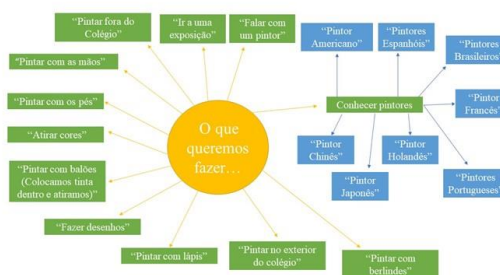 “Pintar fora do
Colégio”
“Ir a uma
exposição”
“Falar com
um pintor”
“Pintor
Americano”
“Pintores
Espanhóis”
“Pintores
Brasileiros”
“Pintar com as mãos”
“Pintar com os pés”
“Atirar cores”
“Pintar com balões
(Colocamos tinta
dentro e atiramos)”
“Fazer desenhos”
“Pintar com lápis”
“Pintar no exterior
do colégio”
“Pintar com
berlindes”
O que
queremos
fazer…
Conhecer pintores
“Pintor
Francês”
“Pintor
Chinês”
“Pintor
Holandês”
“Pintor
Japonês”
“Pintores
Portugueses”